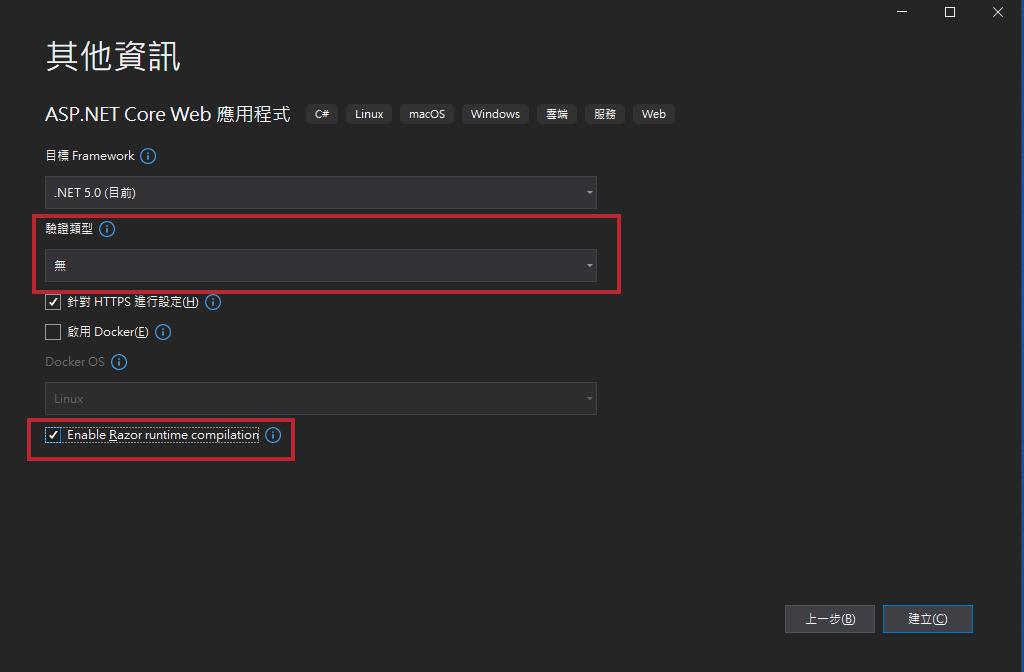 其他資訊
ASP.NET Core Web 應用程式 C# Linux macOS Windows 雲端 服務 Web
目標 Framework
.NET 5.0 (目前)
驗證類型
無
針對 HTTPS 進行設定(H)
啟用 Docker(E)
Docker OS
Linux
Enable Razor runtime compilation
上一步(B) 建立(C)